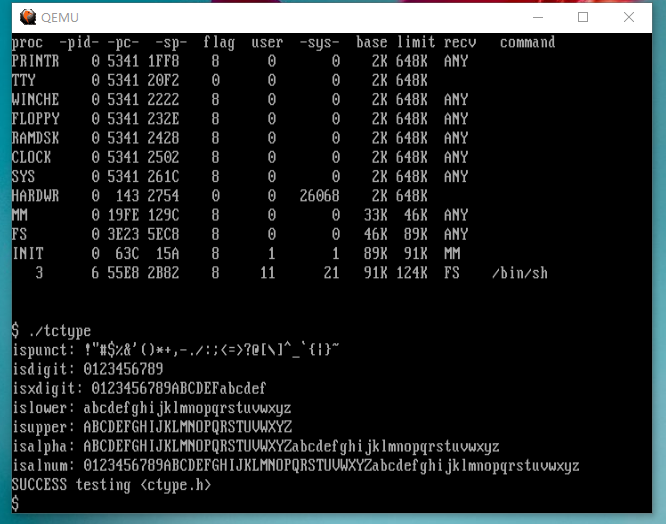 QEMU
proc -pid- -pc- -sp- flag user -sys- base limit recv command
PRINTR 0 5341 1FF8 8 0 0 2K 648K ANY
TTY 0 5341 20F2 0 0 0 2K 648K
WINCHE 0 5341 2222 8 0 0 2K 648K ANY
FLOPPY 0 5341 232E 8 0 0 2K 648K ANY
RAMDSK 0 5341 2428 8 0 0 2K 648K ANY
CLOCK 0 5341 2502 8 0 0 2K 648K ANY
SYS 0 5341 261C 8 0 0 2K 648K ANY
HARDWR 0 143 2754 0 0 26068 2K 648K
MM 0 19FE 129C 8 0 0 33K 46K ANY
FS 0 3E23 5EC8 8 0 0 46K 89K ANY
INIT 0 63C 15A 8 1 1 89K 91K MM
3 6 55E8 2B82 8 11 21 91K 124K FS /bin/sh
$ ./tctype
ispunct: !"#$%&'()*+,-./:;<=>?@[\]^_`{|}~
isdigit: 0123456789
isxdigit: 0123456789ABCDEFabcdef
islower: abcdefghijklmnopqrstuvwxyz
isupper: ABCDEFGHIJKLMNOPQRSTUVWXYZ
isalpha: ABCDEFGHIJKLMNOPQRSTUVWXYZabcdefghijklmnopqrstuvwxyz
isalnum: 0123456789ABCDEFGHIJKLMNOPQRSTUVWXYZabcdefghijklmnopqrstuvwxyz
SUCCESS testing <ctype.h>
$